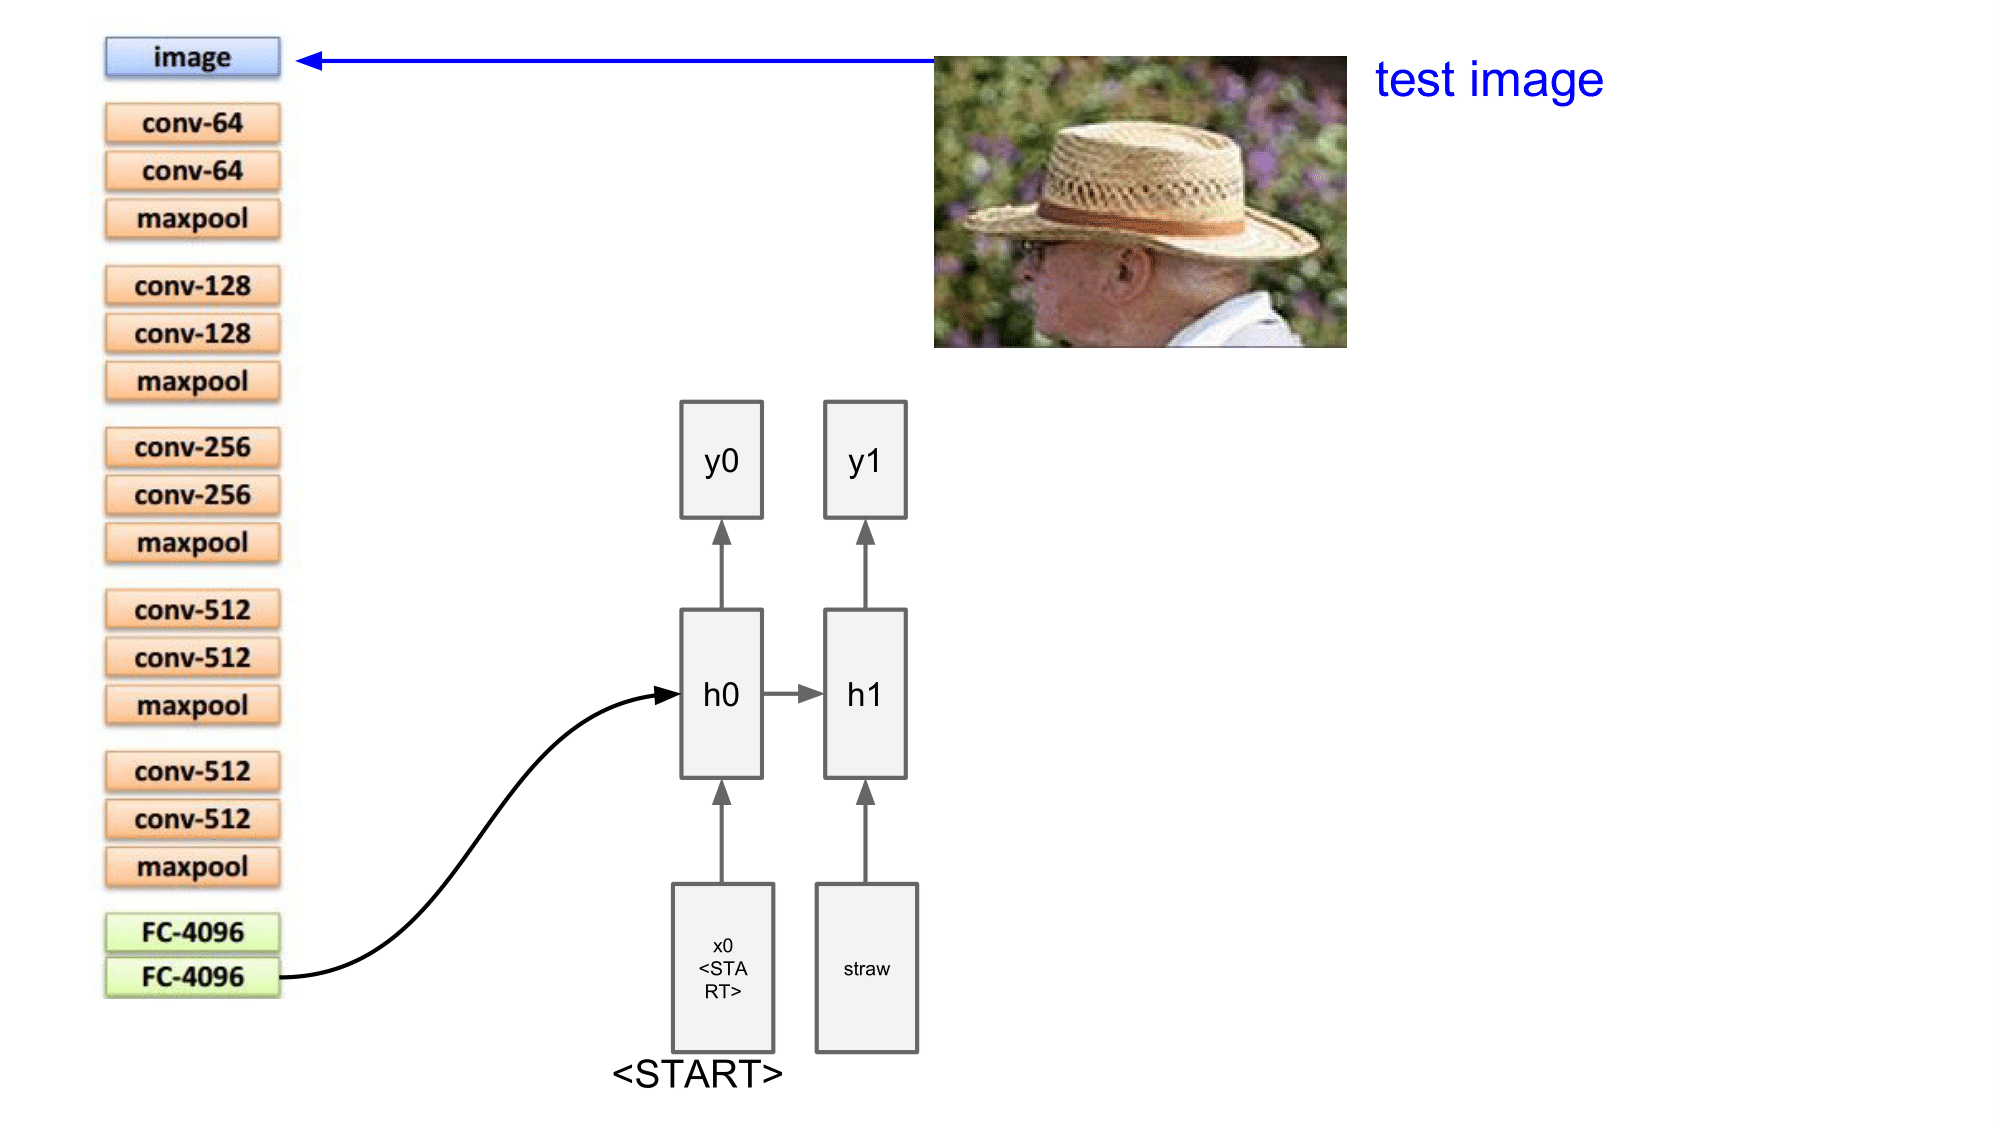 image
conv-64
conv-64
maxpool
conv-128
conv-128
maxpool
conv-256
conv-256
maxpool
conv-512
conv-512
maxpool
conv-512
conv-512
maxpool
FC-4096
FC-4096
test image
y0
y1
h0
h1
x0
<STA
RT>
straw
<START>